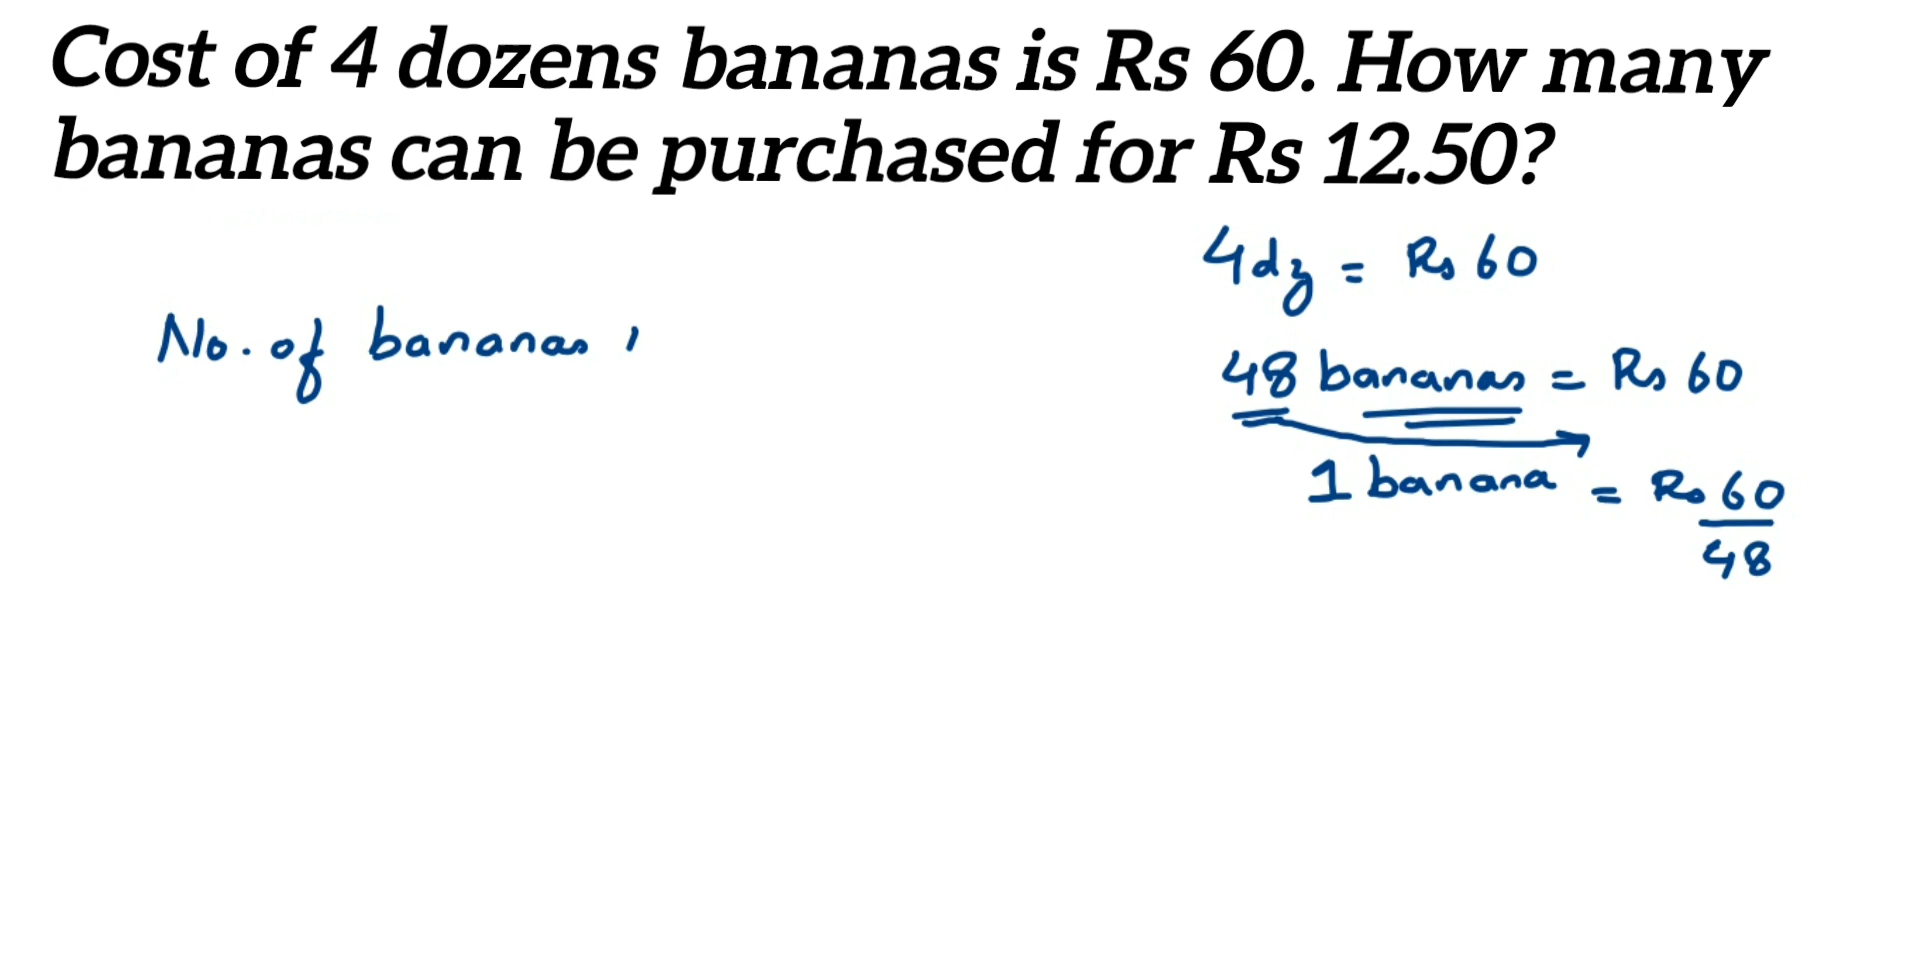 Cost of 4 dozens bananas is Rs 60. How many
bananas can be purchased for Rs 12.50?
4dz = Rs 60
No. of bananas ,
48 bananas = Rs 60
1 banana = Rs 60
48